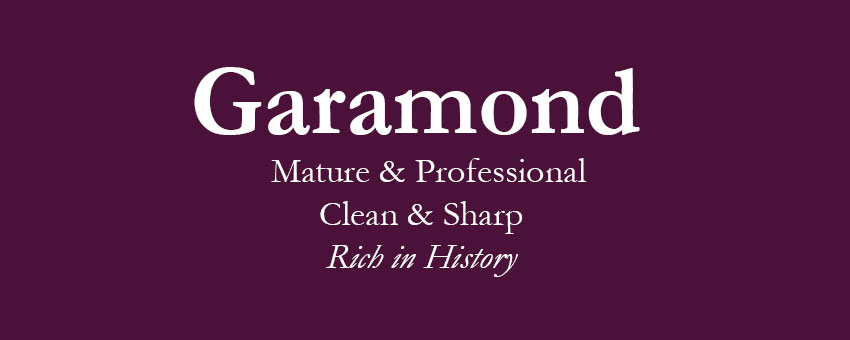 Garamond
Mature & Professional
Clean & Sharp
Rich in History